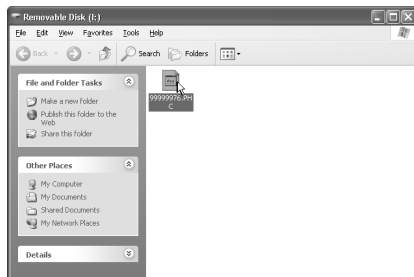 Removable Disk (I:)
File Edit View Favorites Tools Help
Back Search Folders
File and Folder Tasks
Make a new folder
Publish this folder to the
Web
Share this folder
99999976.PH
C
Other Places
My Computer
My Documents
Shared Documents
My Network Places
Details